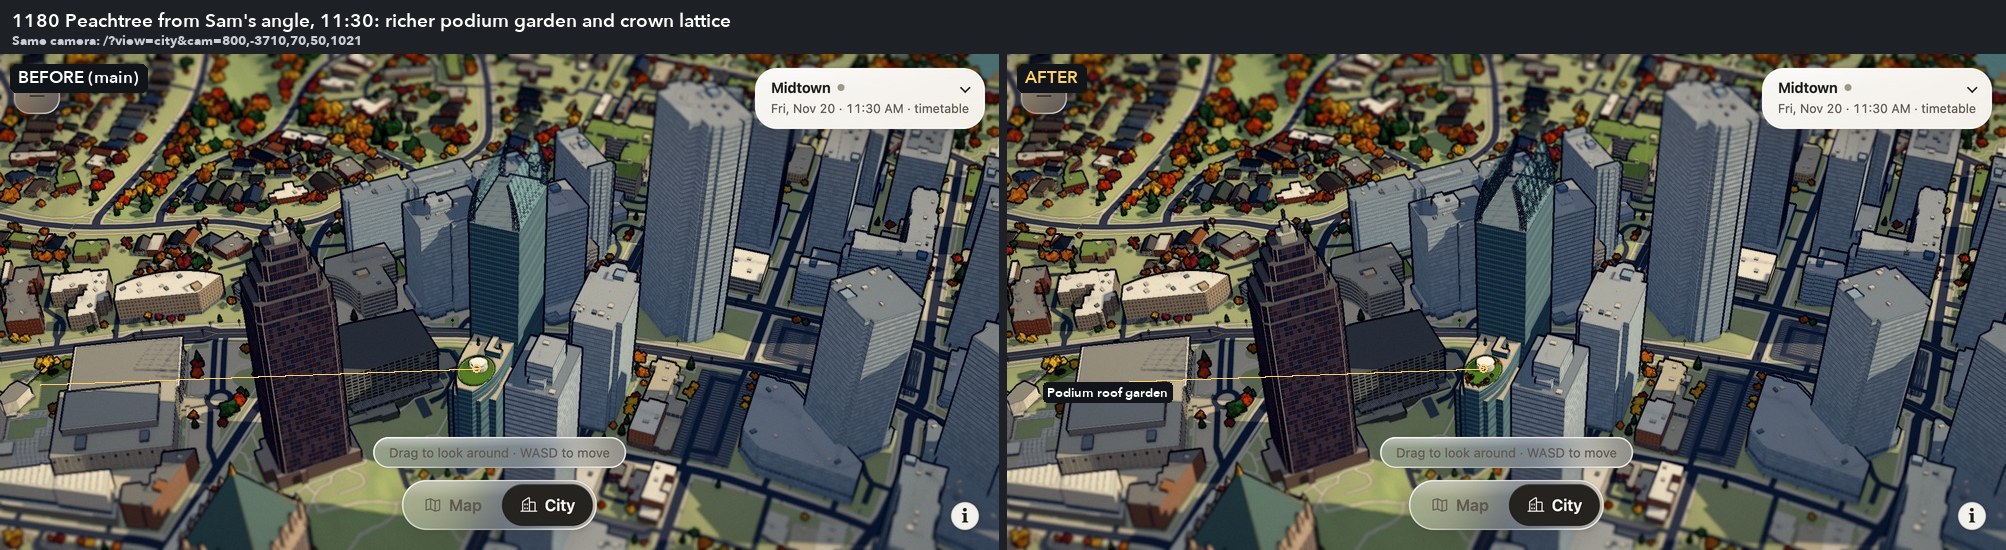 1180 Peachtree from Sam's angle, 11:30: richer podium garden and crown lattice
Same camera: /?view=city&cam=800,-3710,70,50,1021
BEFORE (main)
Midtown
Fri, Nov 20 · 11:30 AM · timetable
Drag to look around · WASD to move
Map
City
i
AFTER
Midtown
Fri, Nov 20 · 11:30 AM · timetable
Podium roof garden
Drag to look around · WASD to move
Map
City
i